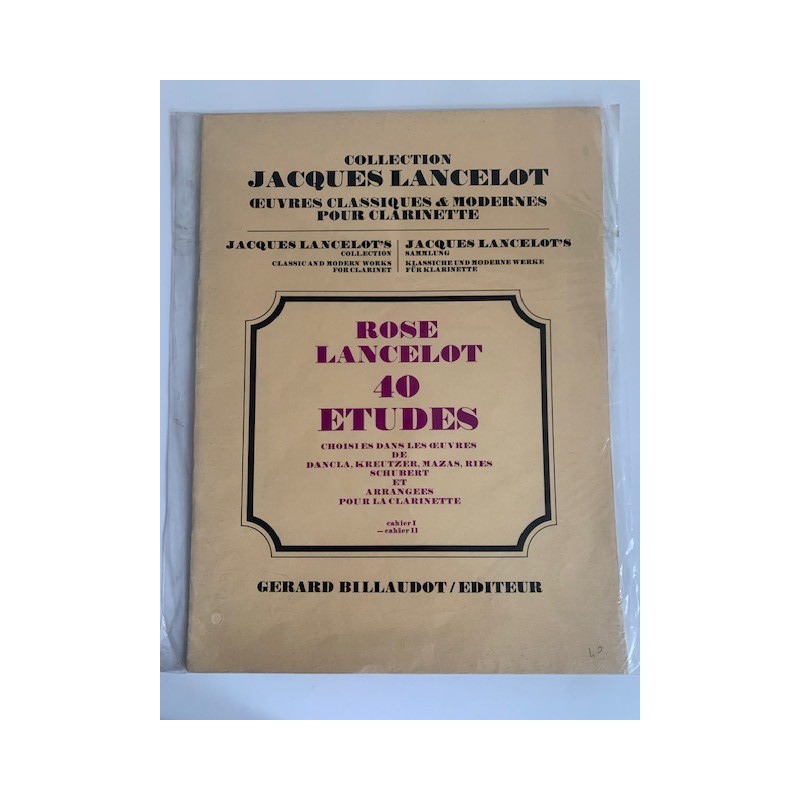 COLLECTION
JACQUES LANCELOT
ŒUVRES CLASSIQUES & MODERNES
POUR CLARINETTE
JACQUES LANCELOT'S
COLLECTION
CLASSIC AND MODERN WORKS
FOR CLARINET
JACQUES LANCELOT'S
SAMMLUNG
KLASSICHE UND MODERNE WERKE
FÜR KLARINETTE
ROSE
LANCELOT
40
ETUDES
CHOISIES DANS LES ŒUVRES
DE
DANCLA, KREUTZER, MAZAS, RIES
SCHUBERT
ET
ARRANGEES
POUR LA CLARINETTE
cahier I
—cahier II
GERARD BILLAUDOT/EDITEUR